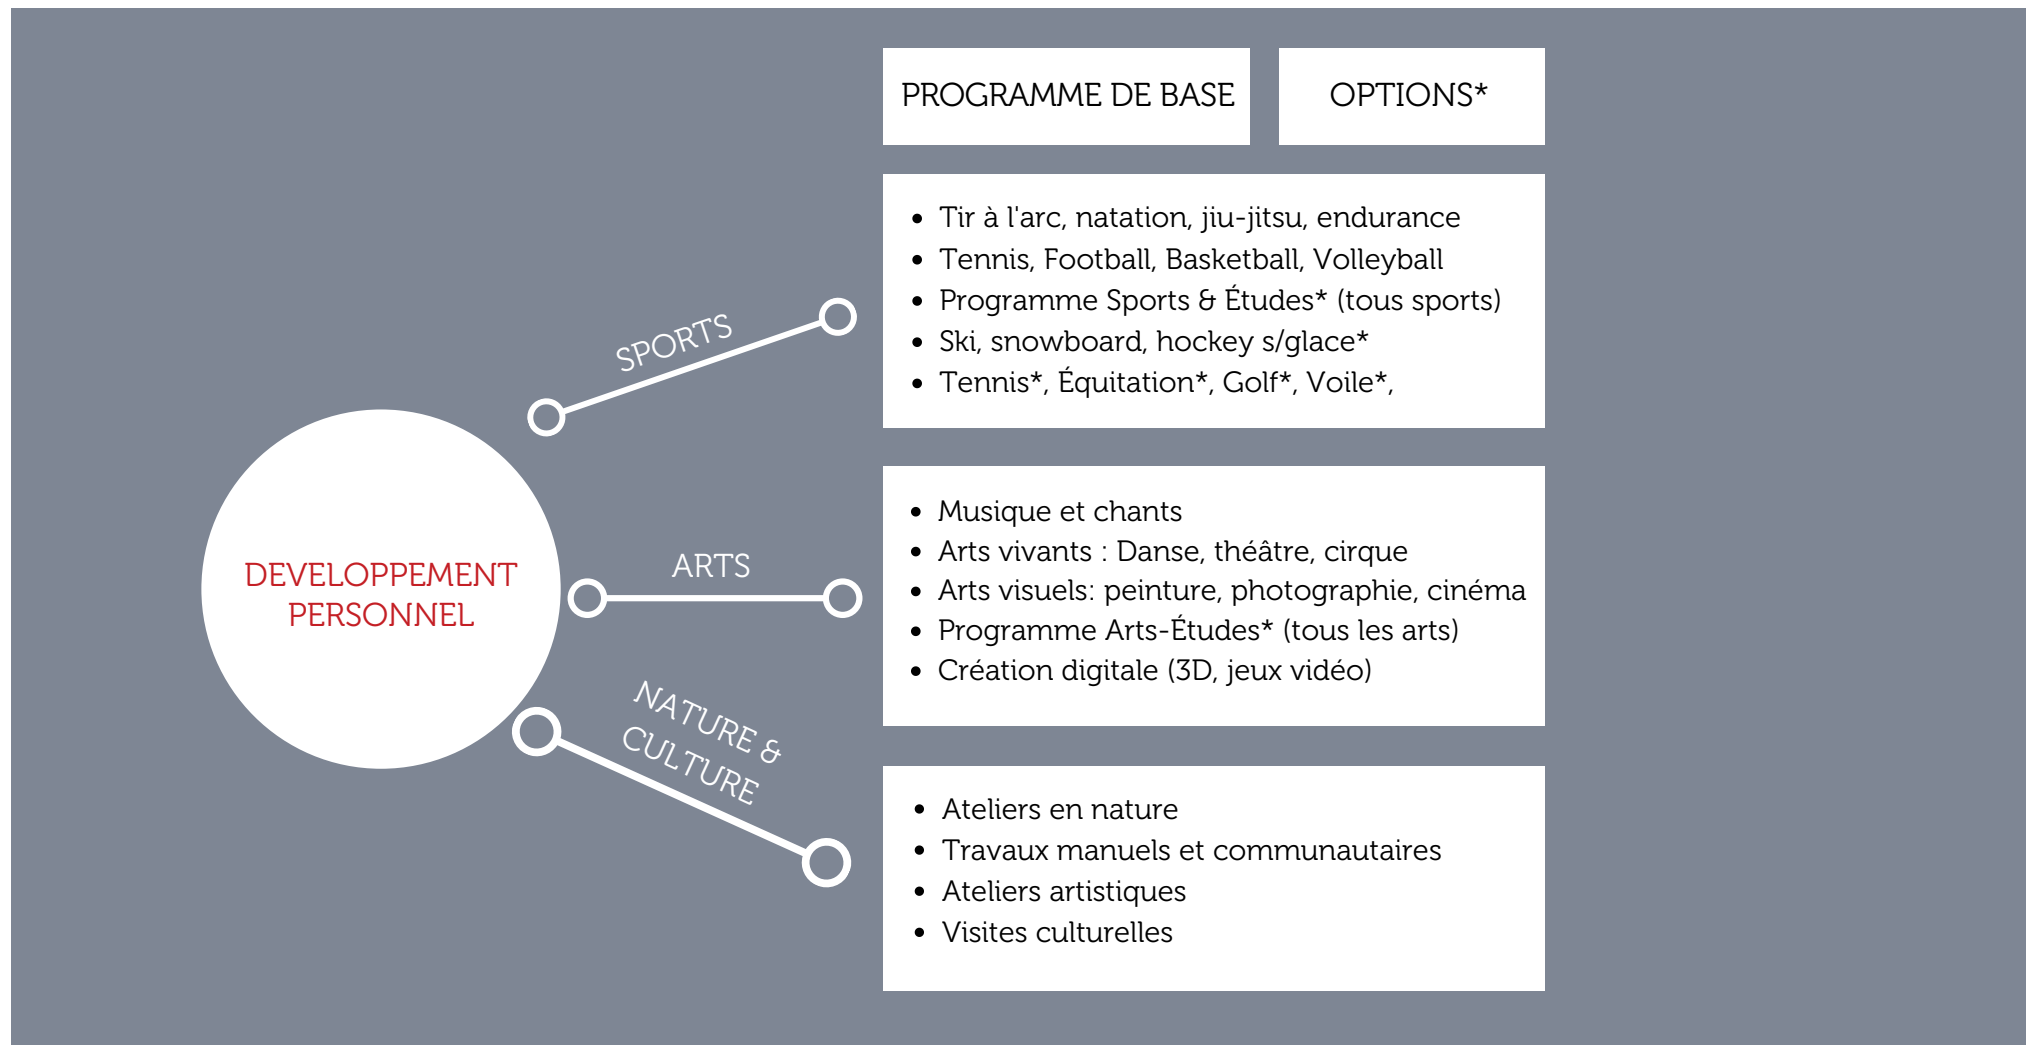 PROGRAMME DE BASE
OPTIONS*
SPORTS
• Tir à l'arc, natation, jiu-jitsu, endurance
• Tennis, Football, Basketball, Volleyball
• Programme Sports & Études* (tous sports)
• Ski, snowboard, hockey s/glace*
• Tennis*, Équitation*, Golf*, Voile*,
DEVELOPPEMENT
PERSONNEL
ARTS
• Musique et chants
• Arts vivants : Danse, théâtre, cirque
• Arts visuels: peinture, photographie, cinéma
• Programme Arts-Études* (tous les arts)
• Création digitale (3D, jeux vidéo)
NATURE &
CULTURE
• Ateliers en nature
• Travaux manuels et communautaires
• Ateliers artistiques
• Visites culturelles